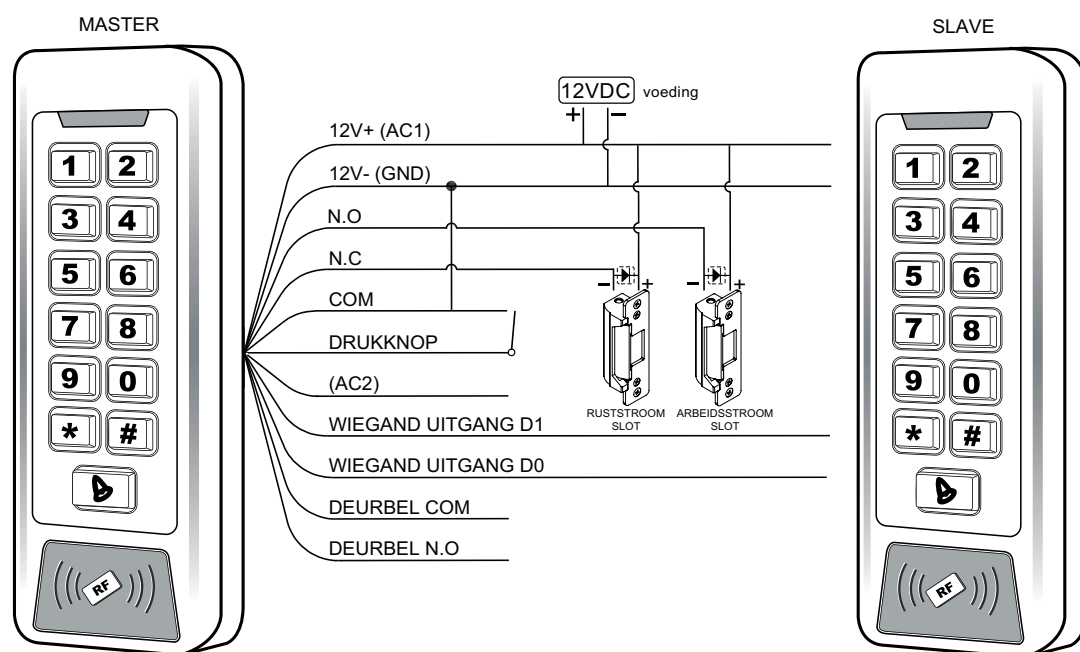 MASTER
SLAVE
12VDC voeding
+ −
12V+ (AC1)
12V- (GND)
N.O
N.C
COM
DRUKKNOP
(AC2)
WIEGAND UITGANG D1
WIEGAND UITGANG D0
DEURBEL COM
DEURBEL N.O
− +
− +
RUSTSTROOM
SLOT
ARBEIDSSTROOM
SLOT
1 2
3 4
5 6
7 8
9 0
* #
RF
1 2
3 4
5 6
7 8
9 0
* #
RF